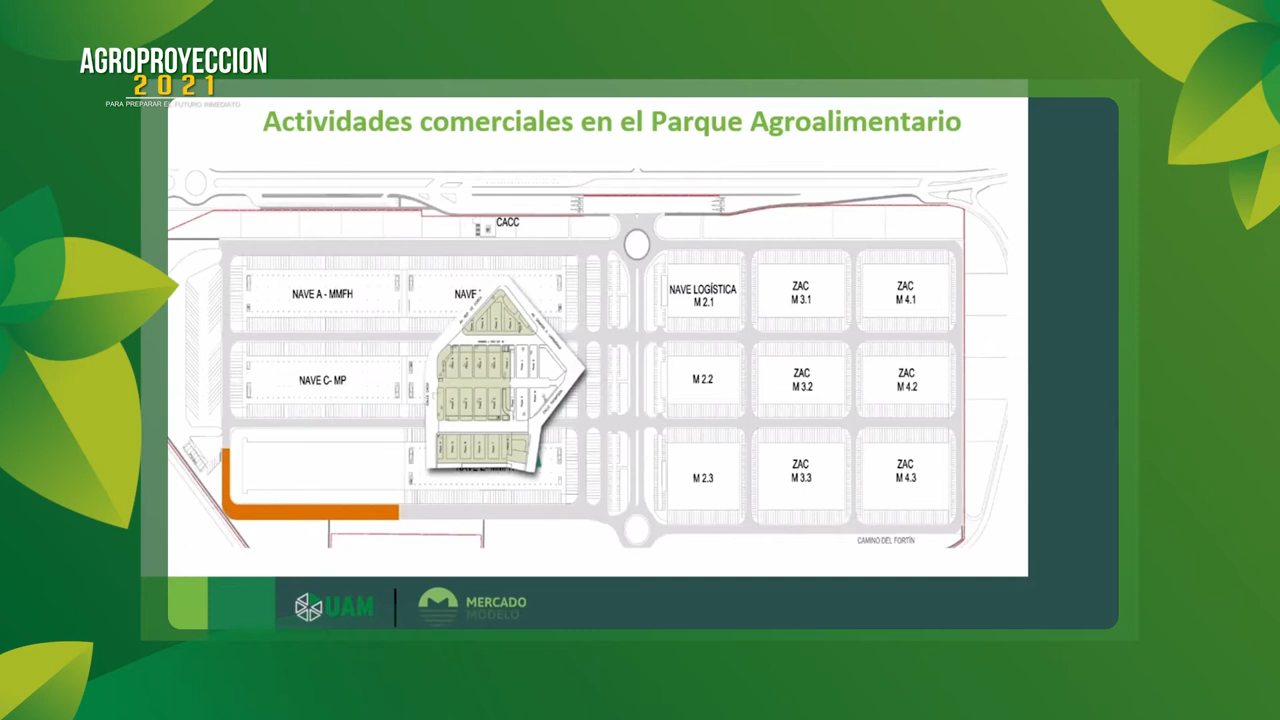 AGROPROYECCION
2021
PARA PREPARAR EL FUTURO INMEDIATO
Actividades comerciales en el Parque Agroalimentario
CACC
NAVE A - MMFH
NAVE
NAVE LOGÍSTICA
M 2.1
ZAC
M 3.1
ZAC
M 4.1
NAVE C- MP
M 2.2
ZAC
M 3.2
ZAC
M 4.2
M 2.3
ZAC
M 3.3
ZAC
M 4.3
CAMINO DEL FORTÍN
UAM
MERCADO
MODELO